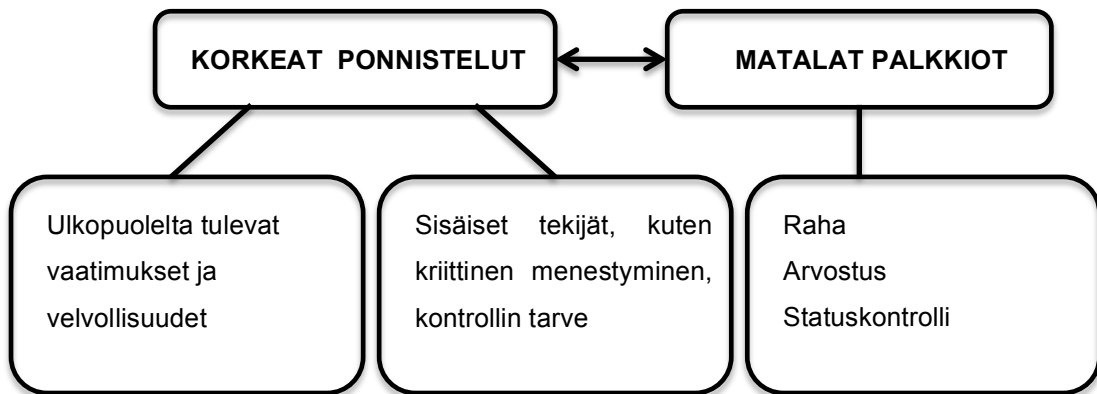 KORKEAT PONNISTELUT
MATALAT PALKKIOT
Ulkopuolelta tulevat
vaatimukset ja
velvollisuudet
Sisäiset tekijät, kuten
kriittinen menestyminen,
kontrollin tarve
Raha
Arvostus
Statuskontrolli